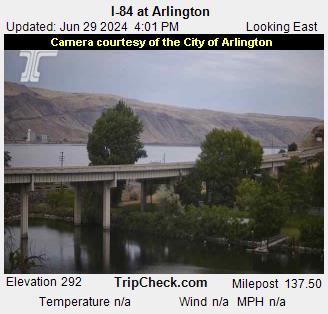 I-84 at Arlington
Updated: Jun 29 2024 4:01 PM Looking East
Camera courtesy of the City of Arlington
Elevation 292 TripCheck.com Milepost 137.50
Temperature n/a Wind n/a MPH n/a